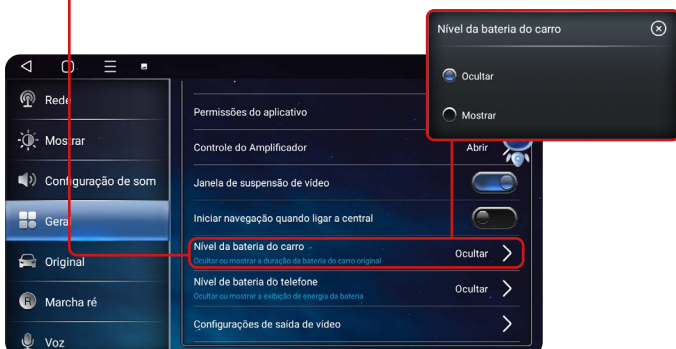 Nível da bateria do carro
Ocultar
Mostrar
Rede
Mostrar
Configuração de som
Geral
Original
R Marcha ré
Voz
Permissões do aplicativo
Controle do Amplificador Abrir
Janela de suspensão de vídeo
Iniciar navegação quando ligar a central
Nível da bateria do carro
Ocultar ou mostrar a duração da bateria do carro original
Ocultar
Nível de bateria do telefone
Ocultar ou mostrar a exibição de energia da bateria
Ocultar
Configurações de saída de vídeo